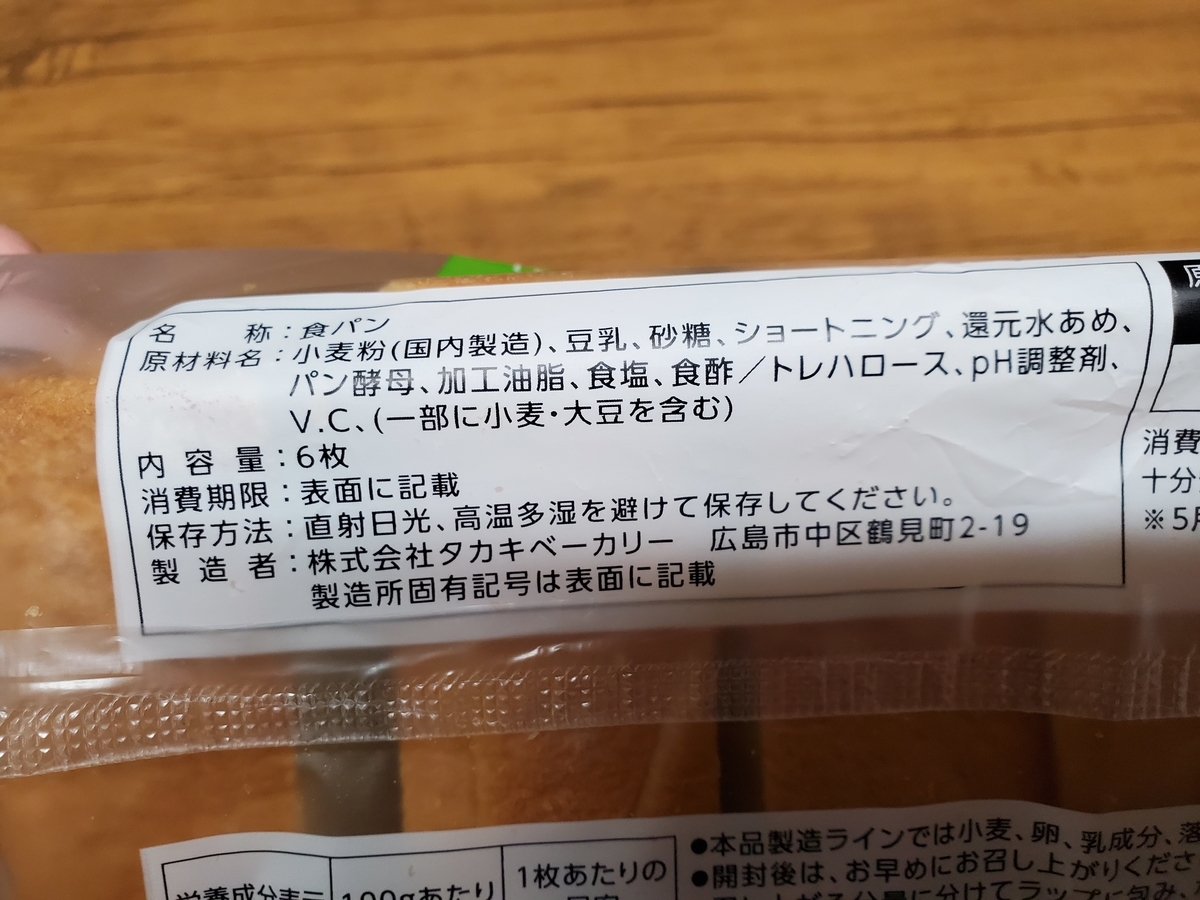 名称：食パン
原材料名：小麦粉(国内製造)、豆乳、砂糖、ショートニング、還元水あめ、
パン酵母、加工油脂、食塩、食酢／トレハロース、pH調整剤、
V.C、(一部に小麦・大豆を含む)
内容量：6枚
消費期限：表面に記載
保存方法：直射日光、高温多湿を避けて保存してください。
製造者：株式会社タカキベーカリー 広島市中区鶴見町2-19
製造所固有記号は表面に記載
消費
十分
※5月
●本品製造ラインでは小麦、卵、乳成分、落
●開封後は、お早めにお召し上がりくださ
100gあたり
1枚あたりの